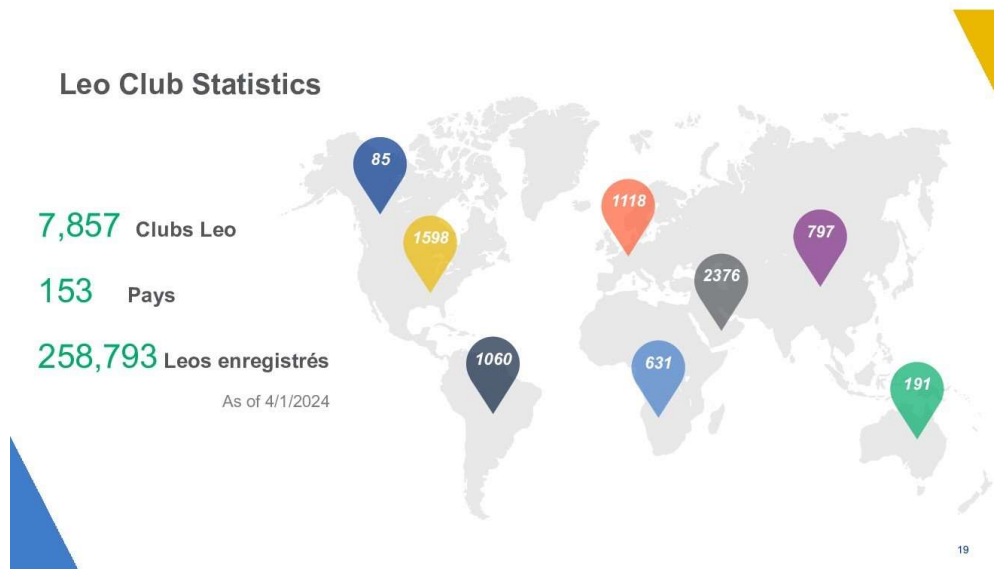 Leo Club Statistics
85
1118
7,857 Clubs Leo
1598
797
2376
153 Pays
1060
631
258,793 Leos enregistrés
191
As of 4/1/2024
19